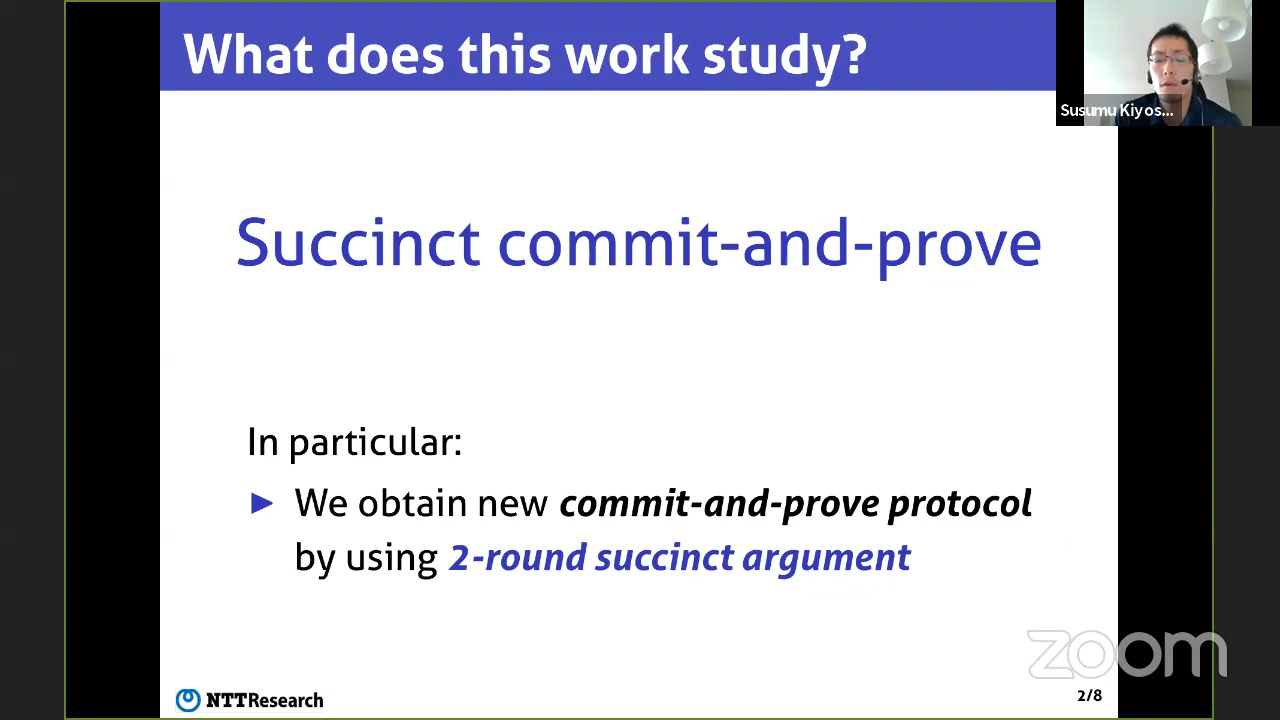 What does this work study?
Susumu Kiyos...
Succinct commit-and-prove
In particular:
► We obtain new commit-and-prove protocol
by using 2-round succinct argument
zoom
NTTResearch
2/8